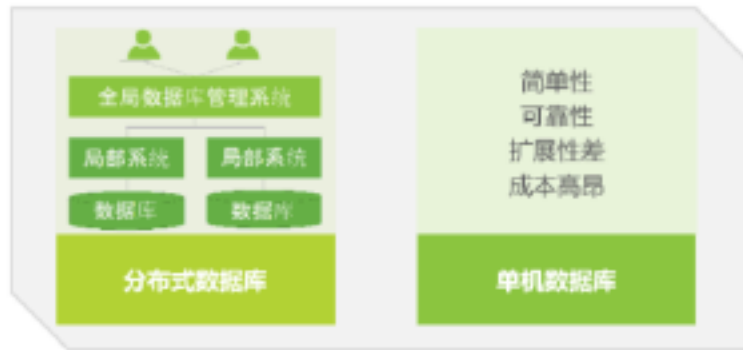 全局数据库管理系统
局部系统 局部系统
数据库 数据库
分布式数据库
简单性
可靠性
扩展性差
成本高昂
单机数据库